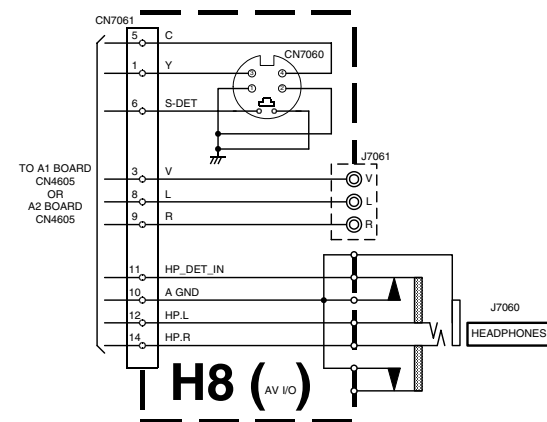 CN7061
5 C
CN7060
1 Y
3 4
1 2
6 S-DET
TO A1 BOARD
CN4605
OR
A2 BOARD
CN4605
J7061
3 V V
8 L L
9 R R
11 HP_DET_IN
10 A GND
12 HP.L
14 HP.R
J7060
HEADPHONES
H8 (AV I/O)